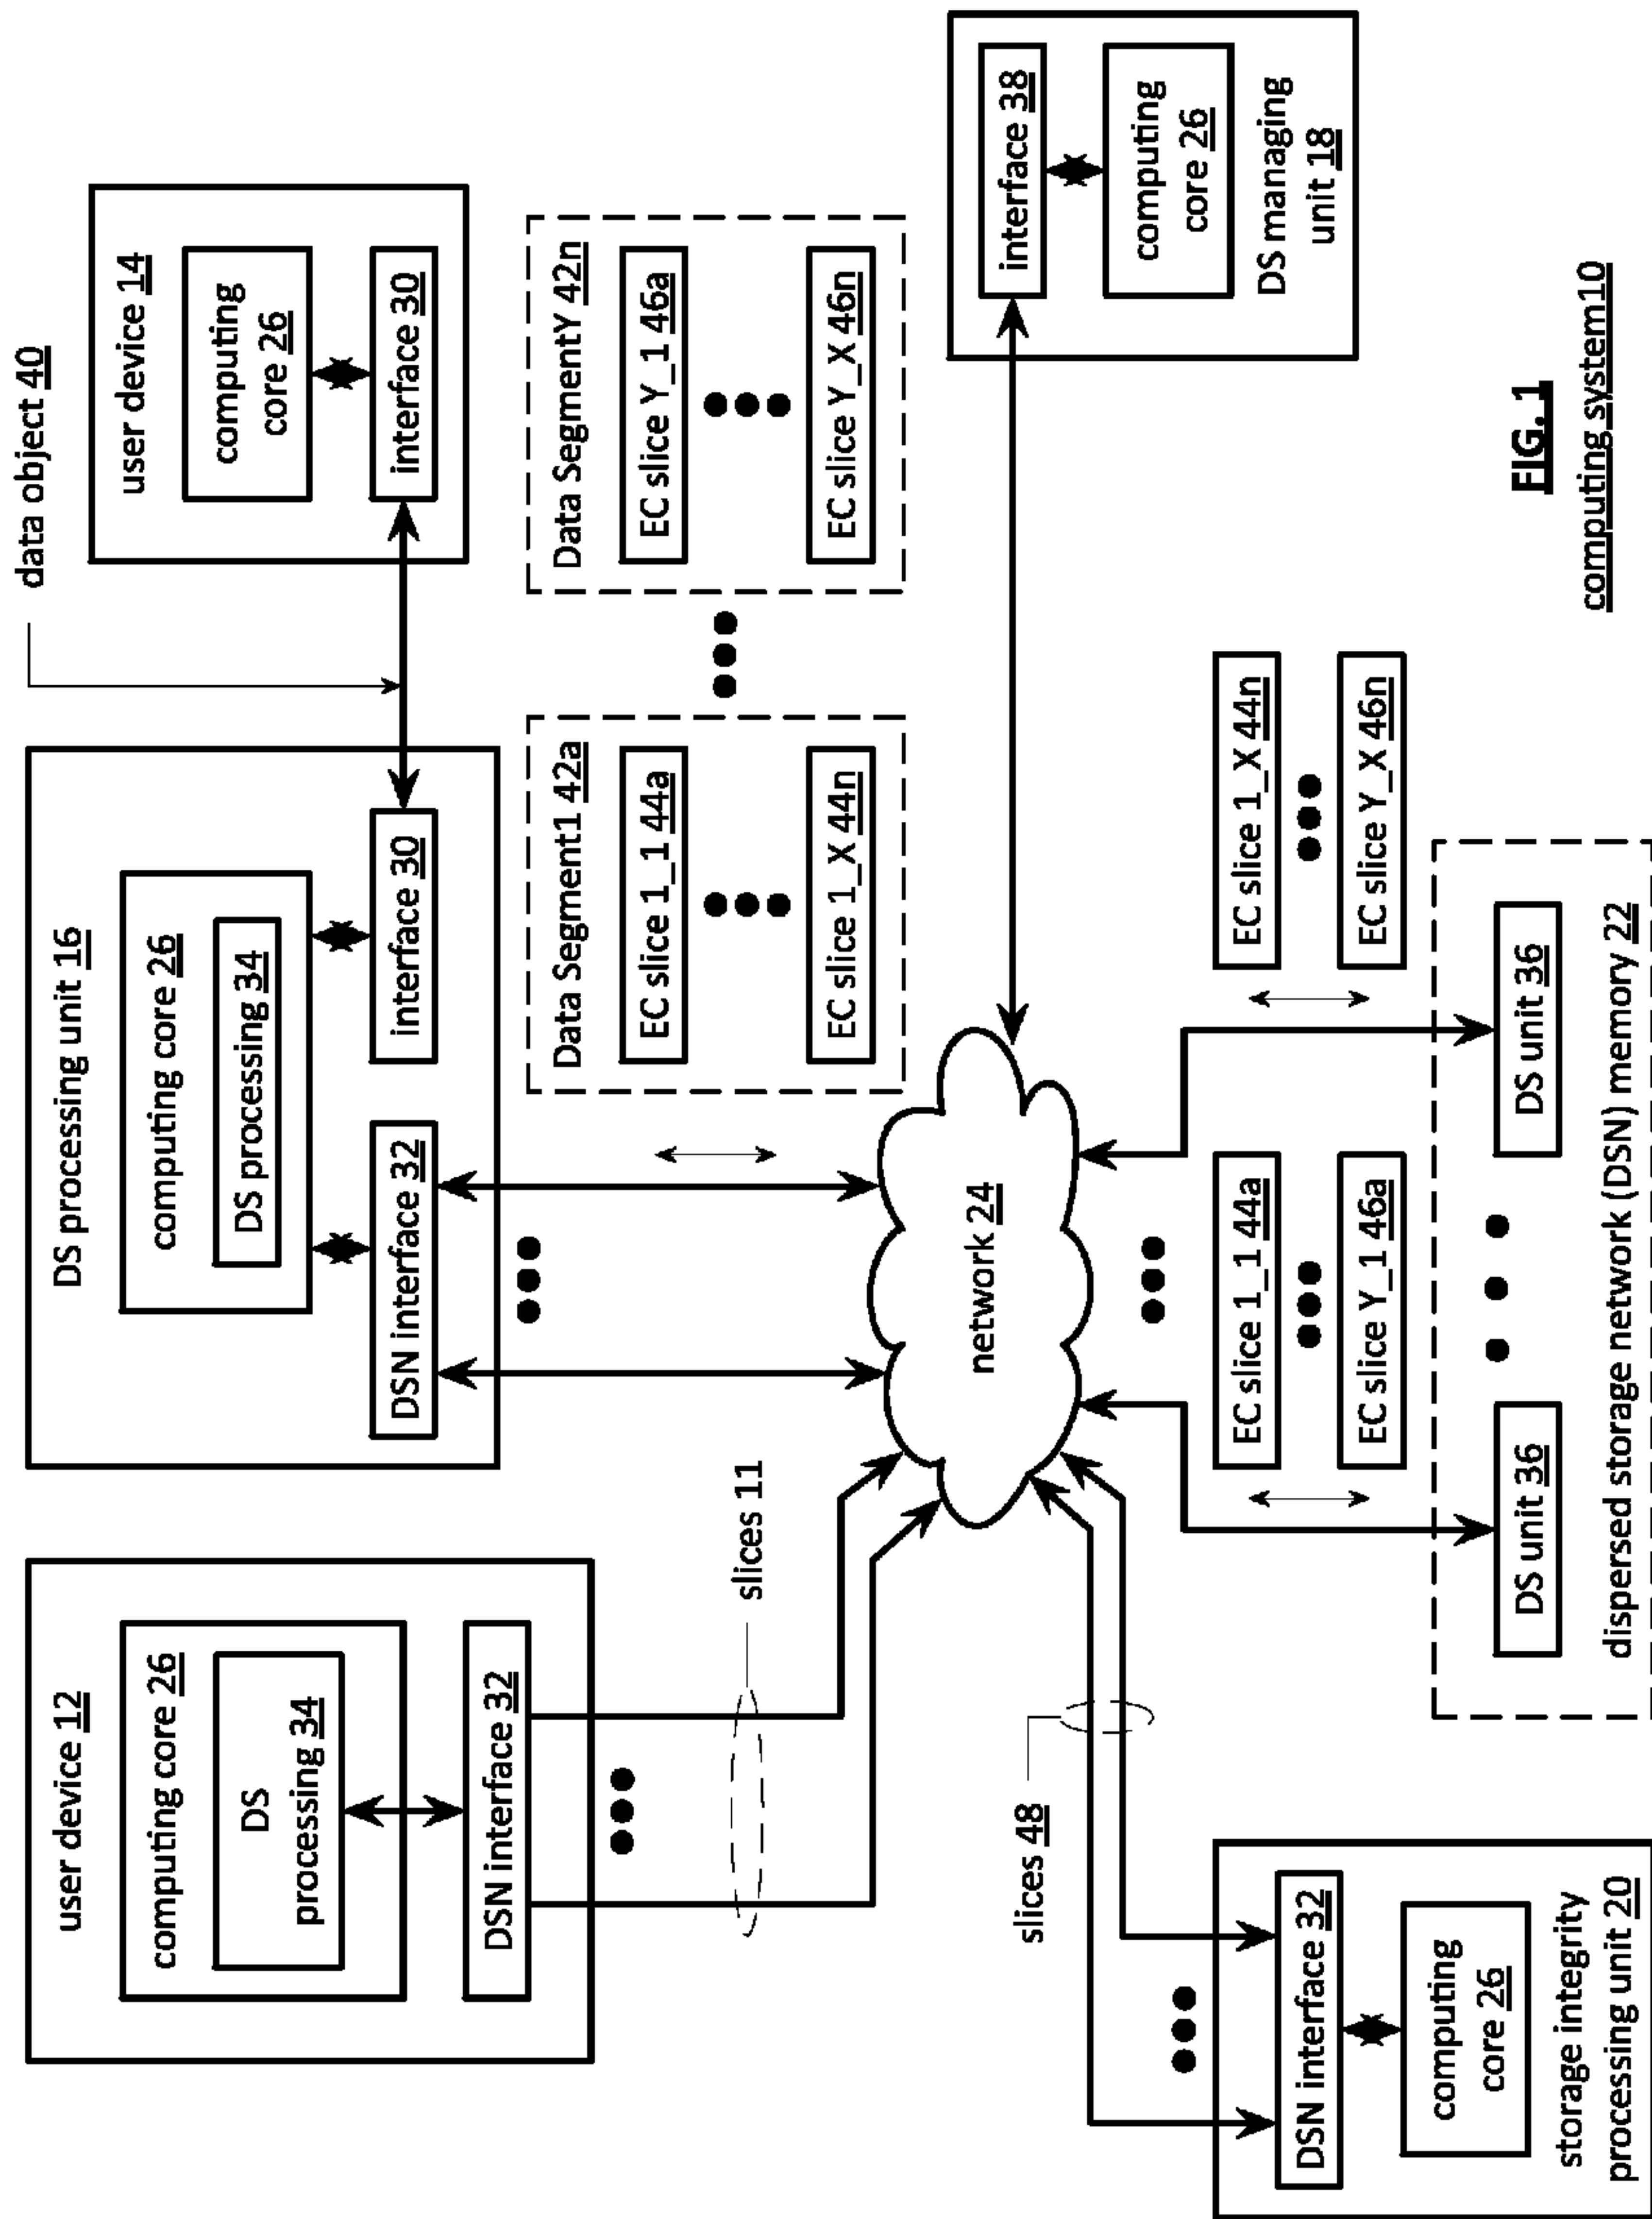 user device 12
computing core 26
DS
processing 34
DSN interface 32
slices 11
DS processing unit 16
computing core 26
DS processing 34
DSN interface 32
interface 30
data object 40
user device 14
computing
core 26
interface 30
Data Segment1 42a
EC slice 1_1 44a
EC slice 1_X 44n
Data SegmentY 42n
EC slice Y_1 46a
EC slice Y_X 46n
network 24
interface 38
computing
core 26
DS managing
unit 18
slices 48
DSN interface 32
computing
core 26
storage integrity
processing unit 20
EC slice 1_1 44a
EC slice Y_1 46a
EC slice 1_X 44n
EC slice Y_X 46n
DS unit 36
DS unit 36
dispersed storage network (DSN) memory 22
FIG. 1
computing system10